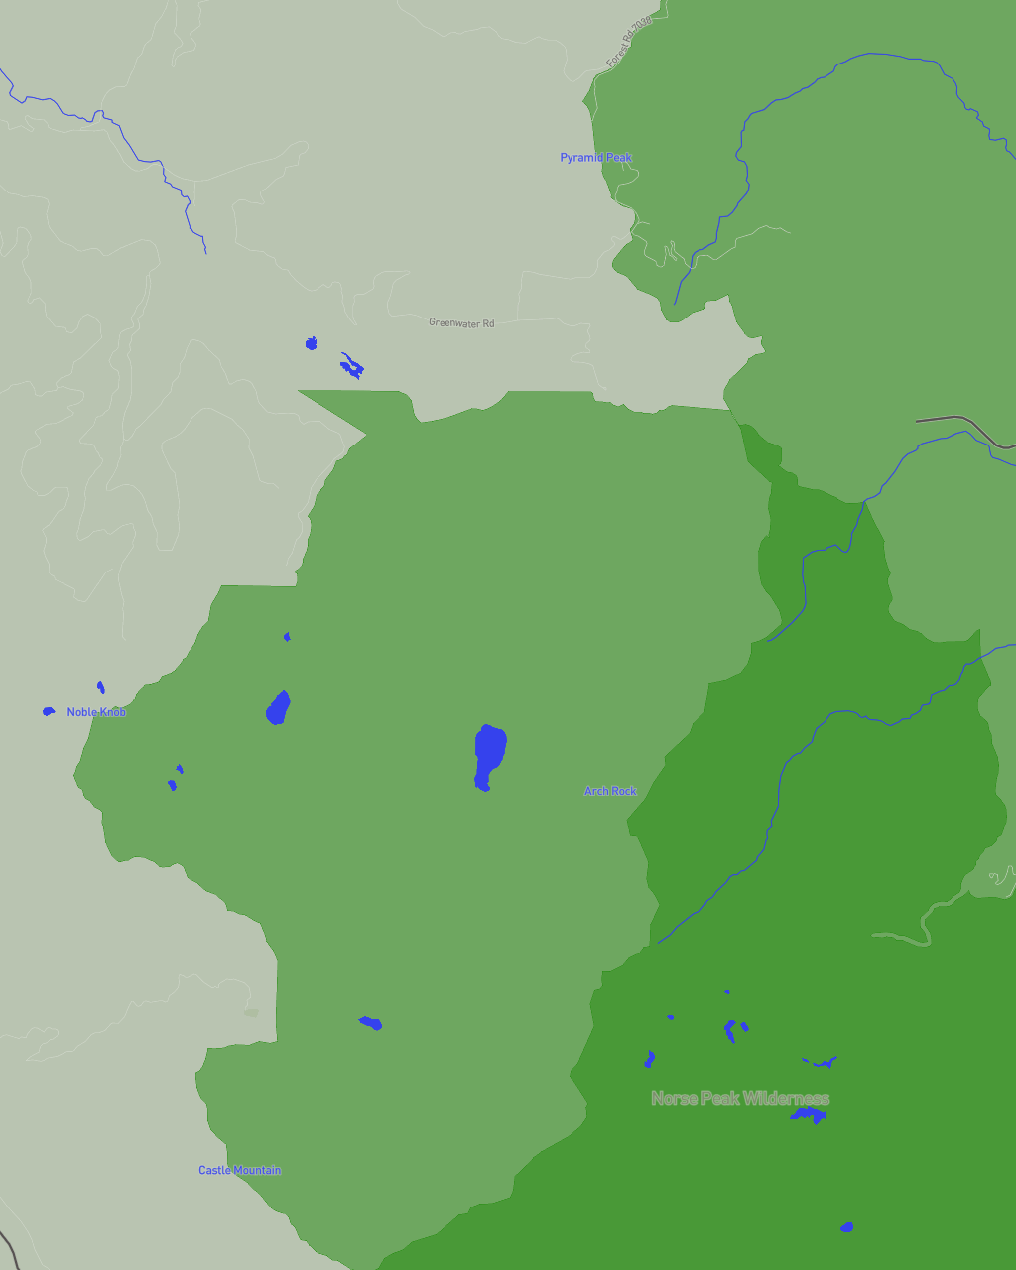 Forest Rd 7038
Pyramid Peak
Greenwater Rd
Noble Knob
Arch Rock
Norse Peak Wilderness
Castle Mountain